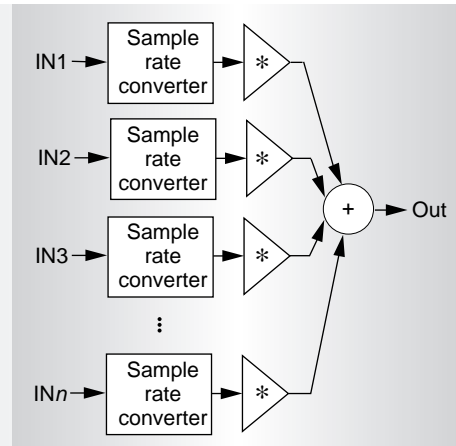 IN1
Sample
rate
converter
*
IN2
Sample
rate
converter
*
+
Out
IN3
Sample
rate
converter
*
⋮
INn
Sample
rate
converter
*